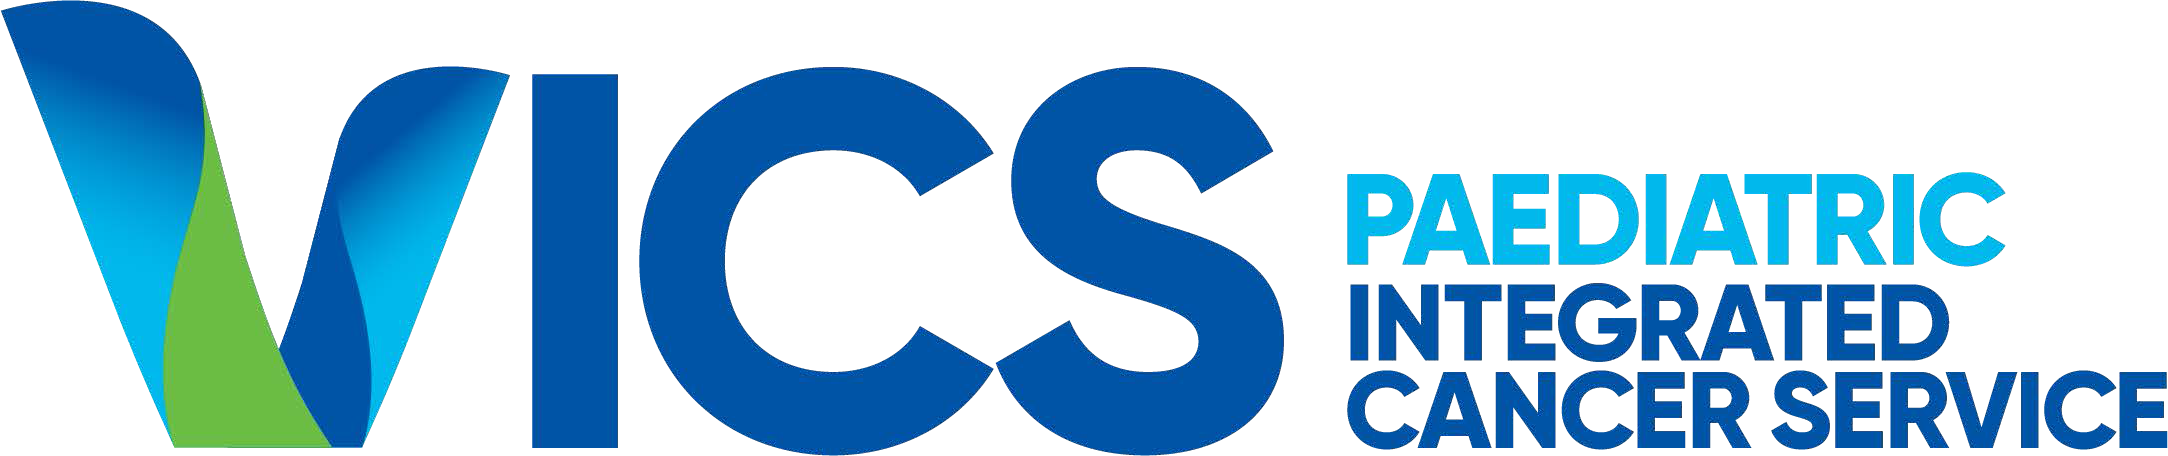 VICS
PAEDIATRIC
INTEGRATED
CANCER SERVICE